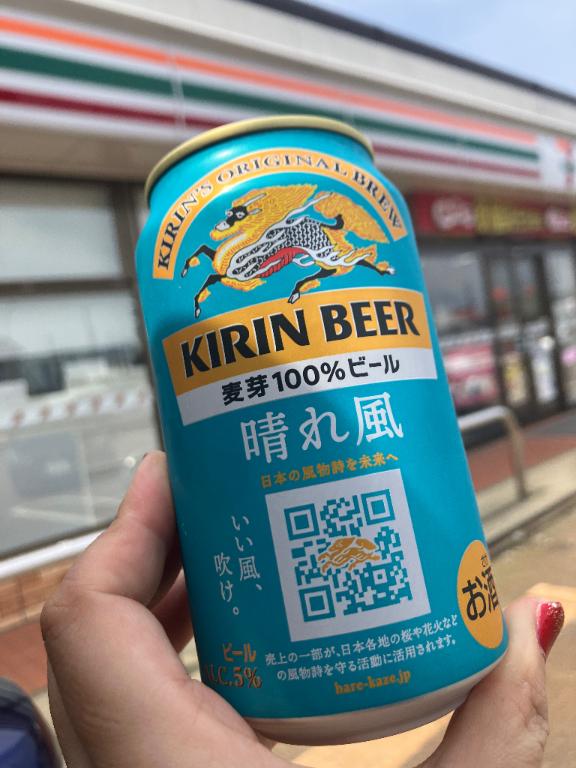 KIRIN'S ORIGINAL BREW
KIRIN BEER
麦芽100%ビール
晴れ風
日本の風物詩を未来へ
いい風、
吹け。
お酒
ビール
ALC.5%
売上の一部が、日本各地の桜や花火など
の風物詩を守る活動に活用されます。
hare-kaze.jp